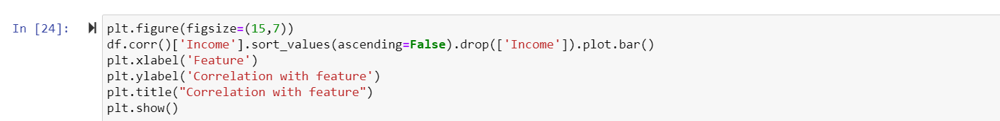 In [24]:
plt.figure(figsize=(15,7))
df.corr()['Income'].sort_values(ascending=False).drop(['Income']).plot.bar()
plt.xlabel('Feature')
plt.ylabel('Correlation with feature')
plt.title("Correlation with feature")
plt.show()